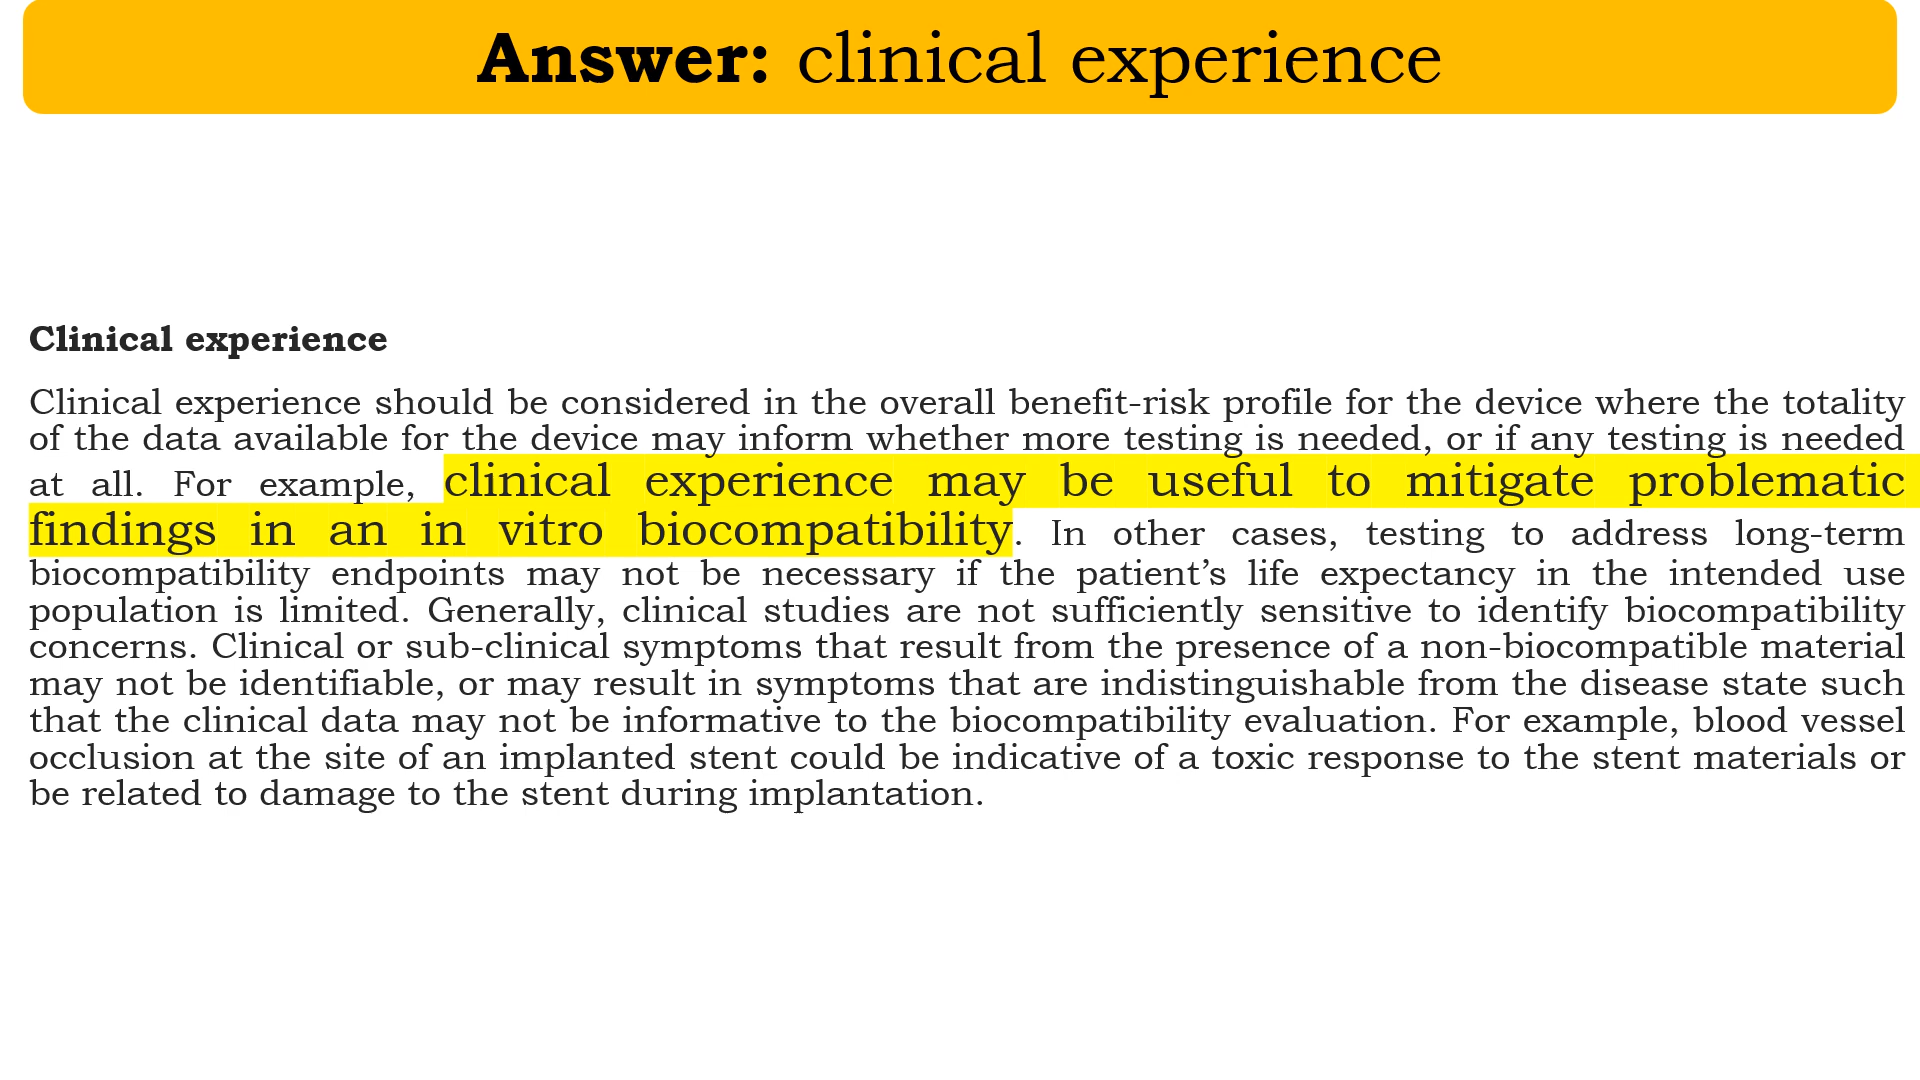 Answer: clinical experience
Clinical experience
Clinical experience should be considered in the overall benefit-risk profile for the device where the totality
of the data available for the device may inform whether more testing is needed, or if any testing is needed
at all. For example, clinical experience may be useful to mitigate problematic
findings in an in vitro biocompatibility. In other cases, testing to address long-term
biocompatibility endpoints may not be necessary if the patient’s life expectancy in the intended use
population is limited. Generally, clinical studies are not sufficiently sensitive to identify biocompatibility
concerns. Clinical or sub-clinical symptoms that result from the presence of a non-biocompatible material
may not be identifiable, or may result in symptoms that are indistinguishable from the disease state such
that the clinical data may not be informative to the biocompatibility evaluation. For example, blood vessel
occlusion at the site of an implanted stent could be indicative of a toxic response to the stent materials or
be related to damage to the stent during implantation.